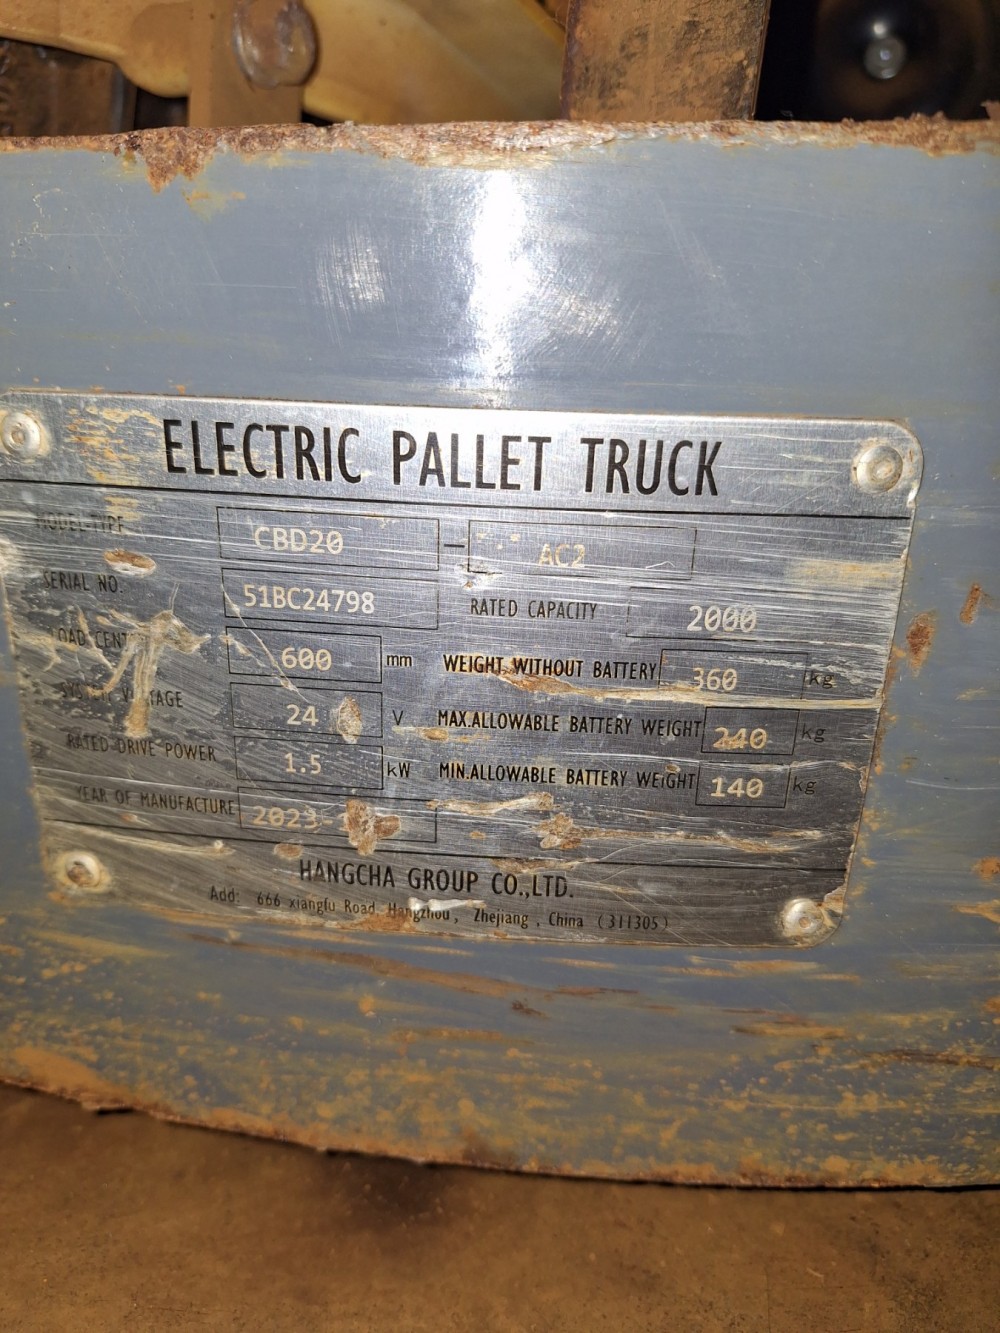 ELECTRIC PALLET TRUCK
MODEL-TYPE CBD20 - AC2
SERIAL NO. 51BC24798 RATED CAPACITY 2000
600 mm WEIGHT WITHOUT BATTERY 360 kg
24 V MAX.ALLOWABLE BATTERY WEIGHT 240 kg
RATED DRIVE POWER 1.5 kW MIN.ALLOWABLE BATTERY WEIGHT 140 kg
YEAR OF MANUFACTURE 2023-
HANGCHA GROUP CO.,LTD.
Add: 666 xiangfu Road, Hangzhou, Zhejiang, China (311305)